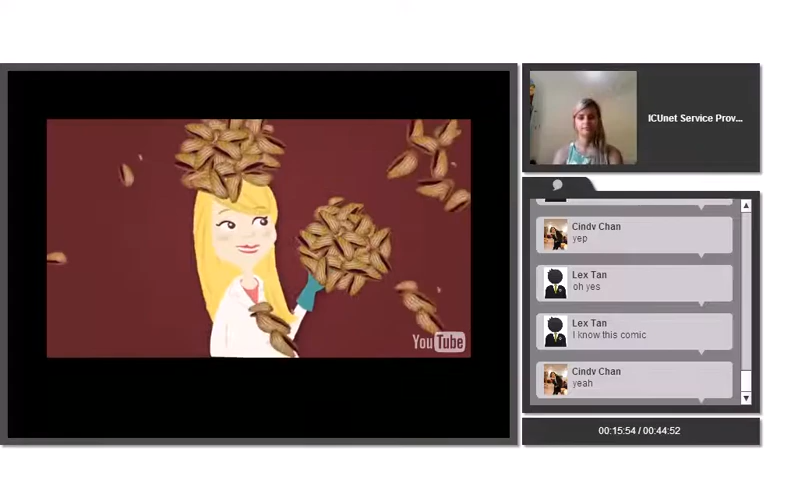 YouTube
ICUnet Service Prov...
Cindy Chan
yep
Lex Tan
oh yes
Lex Tan
I know this comic
Cindy Chan
yeah
00:15:54 / 00:44:52